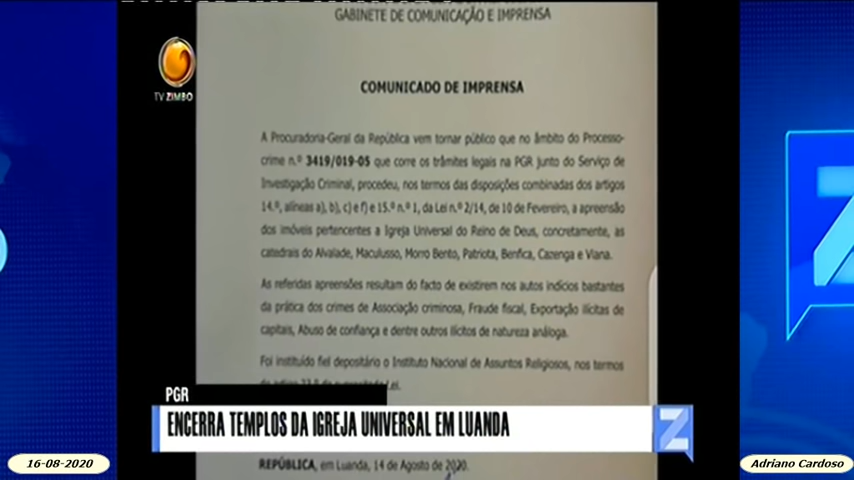 GABINETE DE COMUNICAÇÃO E IMPRENSA
TV ZIMBO
COMUNICADO DE IMPRENSA
A Procuradoria-Geral da República vem tornar público que no âmbito do Processo-
crime n.º 3419/019-05 que corre os trâmites legais na PGR junto do Serviço de
Investigação Criminal, procedeu, nos termos das disposições combinadas dos artigos
14.º, alíneas a), b), c) e f) e 15.º n.º 1, da Lei n.º 2/14, de 10 de Fevereiro, a apreensão
dos imóveis pertencentes a Igreja Universal do Reino de Deus, concretamente, as
catedrais do Alvalade, Maculusso, Morro Bento, Patriota, Benfica, Cazenga e Viana.
As referidas apreensões resultam do facto de existirem nos autos indícios bastantes
da prática dos crimes de Associação criminosa, Fraude fiscal, Exportação ilícitas de
capitais, Abuso de confiança e dentre outros ilícitos de natureza análoga.
Foi instituído fiel depositário o Instituto Nacional de Assuntos Religiosos, nos termos
Lei.
PGR
ENCERRA TEMPLOS DA IGREJA UNIVERSAL EM LUANDA
Z
REPÚBLICA, em Luanda, 14 de Agosto de 2020.
16-08-2020
Adriano Cardoso